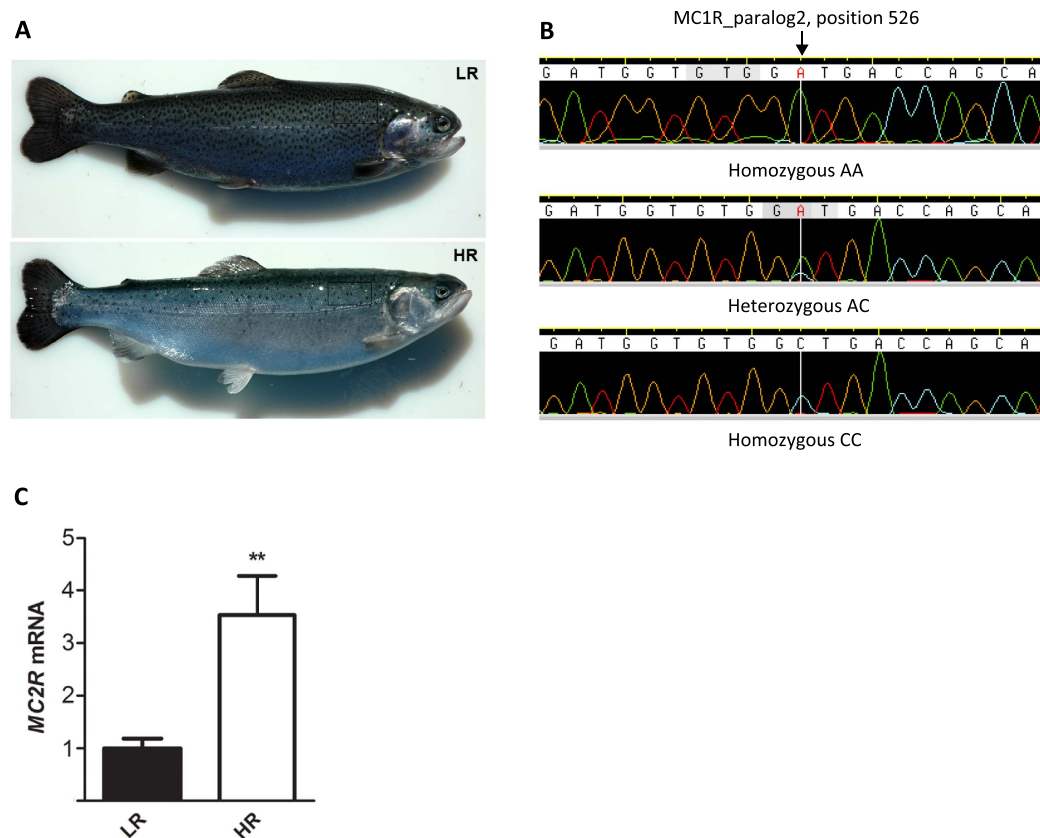 A
LR
HR
B
MC1R_paralog2, position 526
G A T G G T G T G G A T G A C C A G C A
Homozygous AA
G A T G G T G T G G A T G A C C A G C A
Heterozygous AC
G A T G G T G T G G C T G A C C A G C A
Homozygous CC
C
5
4
3
2
1
MC2R mRNA
**
LR
HR